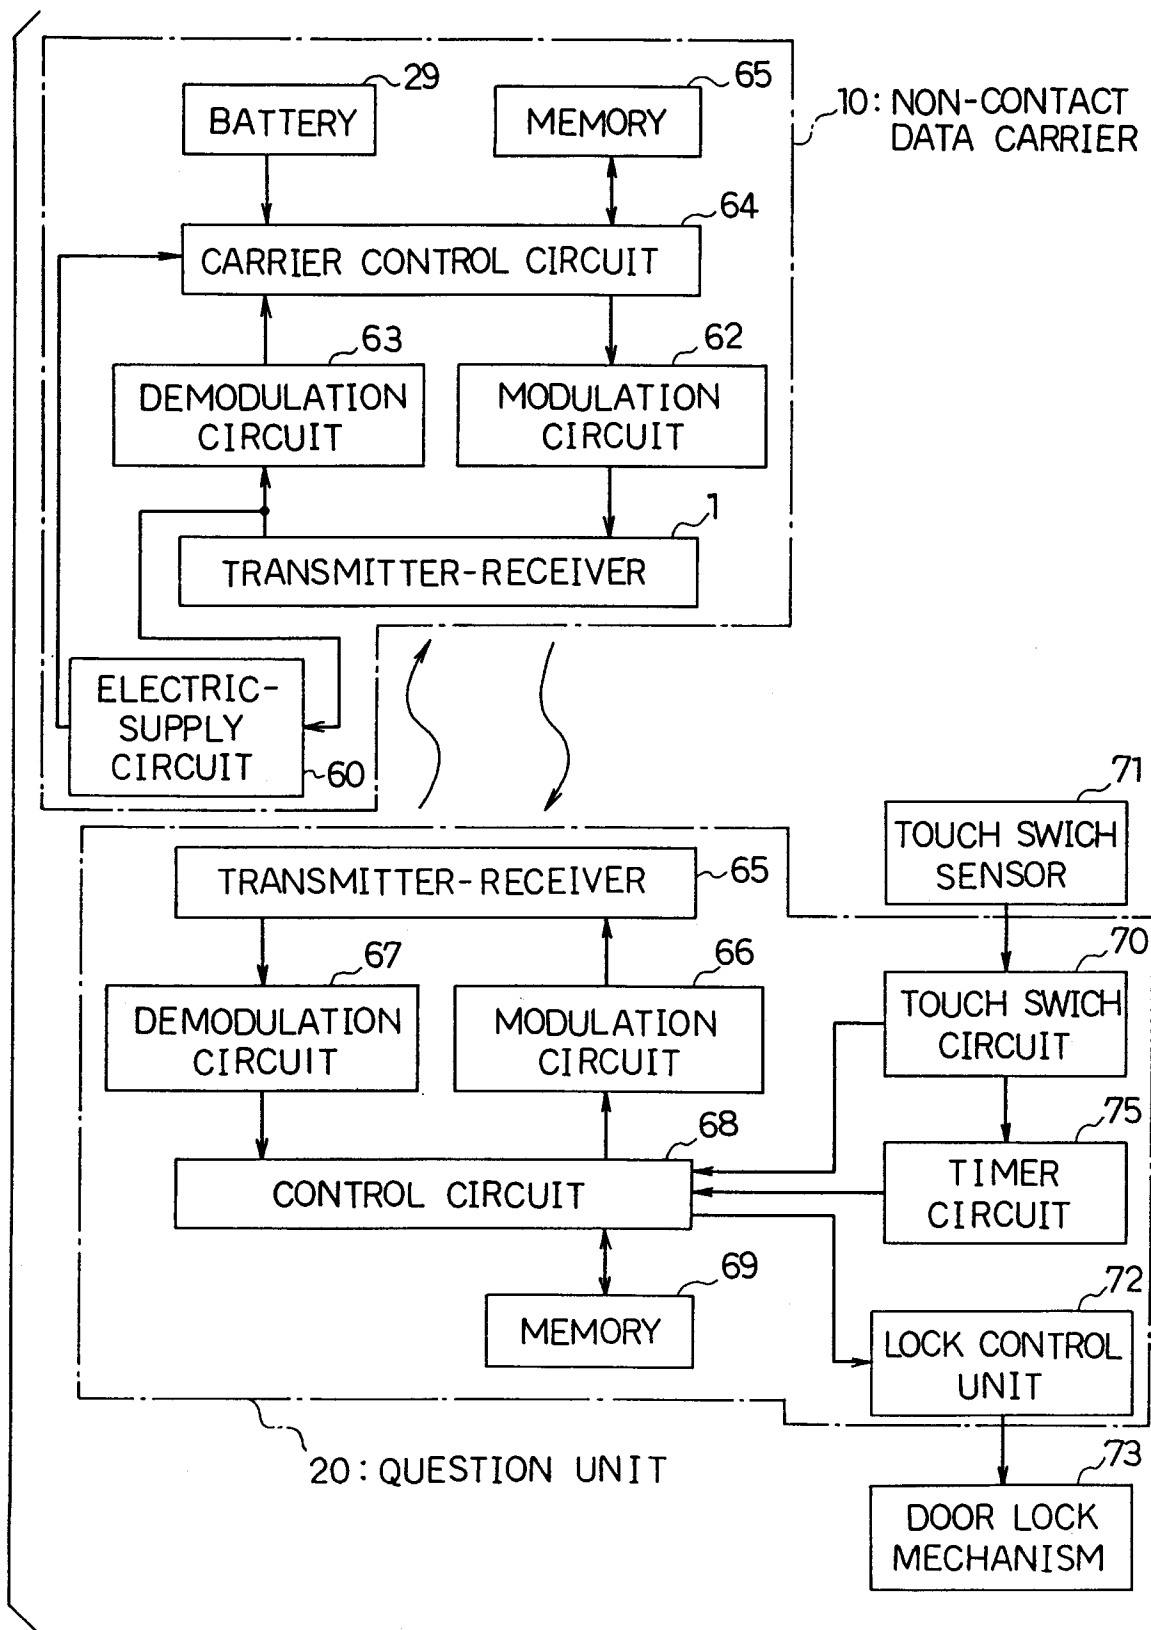 29
BATTERY
65
MEMORY
10: NON-CONTACT
DATA CARRIER
64
CARRIER CONTROL CIRCUIT
63
DEMODULATION
CIRCUIT
62
MODULATION
CIRCUIT
1
TRANSMITTER-RECEIVER
ELECTRIC-
SUPPLY
CIRCUIT
60
71
TOUCH SWICH
SENSOR
TRANSMITTER-RECEIVER
65
67
DEMODULATION
CIRCUIT
66
MODULATION
CIRCUIT
70
TOUCH SWICH
CIRCUIT
68
CONTROL CIRCUIT
75
TIMER
CIRCUIT
69
MEMORY
72
LOCK CONTROL
UNIT
20: QUESTION UNIT
73
DOOR LOCK
MECHANISM